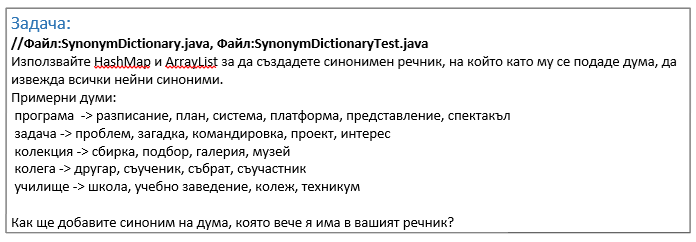 Задача:
//Файл:SynonymDictionary.java, Файл:SynonymDictionaryTest.java
Използвайте HashMap и ArrayList за да създадете синонимен речник, на който като му се подаде дума, да
извежда всички нейни синоними.
Примерни думи:
програма -> разписание, план, система, платформа, представление, спектакъл
задача -> проблем, загадка, командировка, проект, интерес
колекция -> сбирка, подбор, галерия, музей
колега -> другар, съученик, събрат, съучастник
училище -> школа, учебно заведение, колеж, техникум
Как ще добавите синоним на дума, която вече я има в вашият речник?